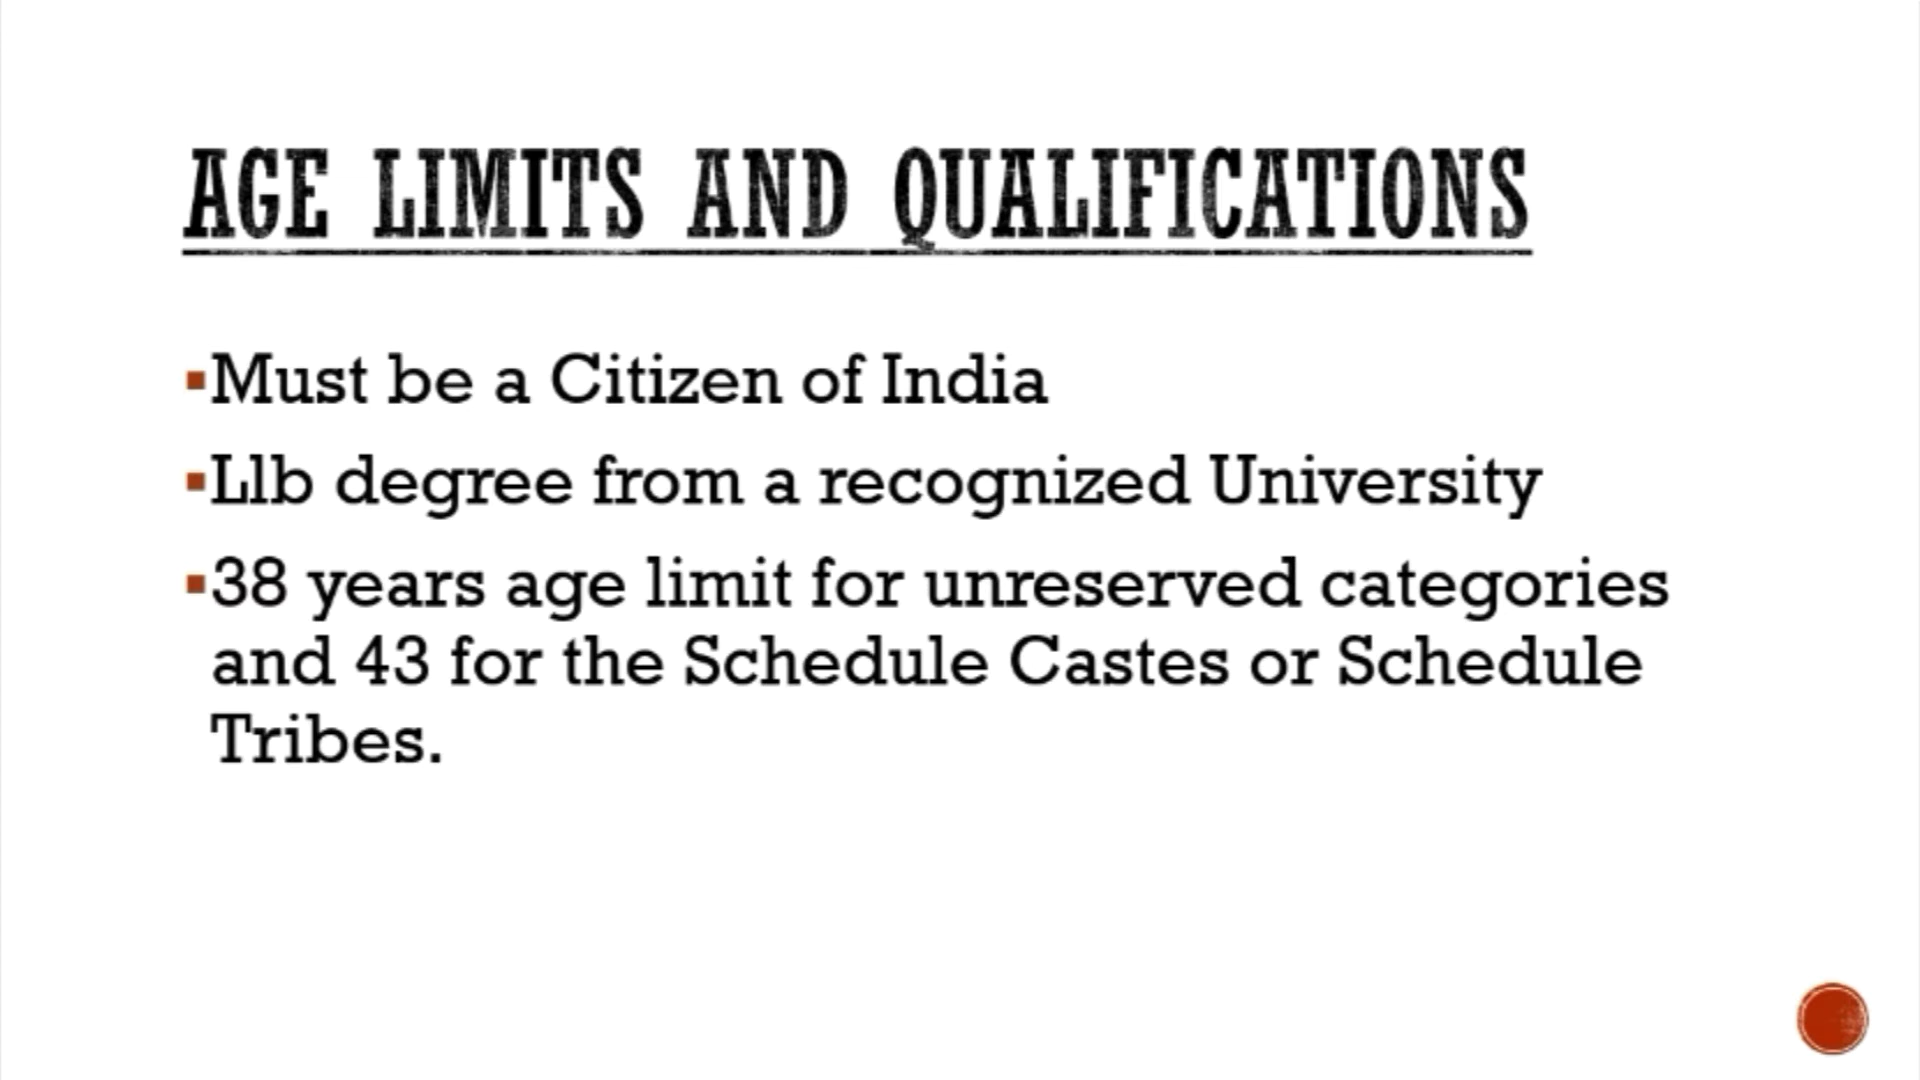 AGE LIMITS AND QUALIFICATIONS
▪Must be a Citizen of India
▪Llb degree from a recognized University
▪38 years age limit for unreserved categories
and 43 for the Schedule Castes or Schedule
Tribes.